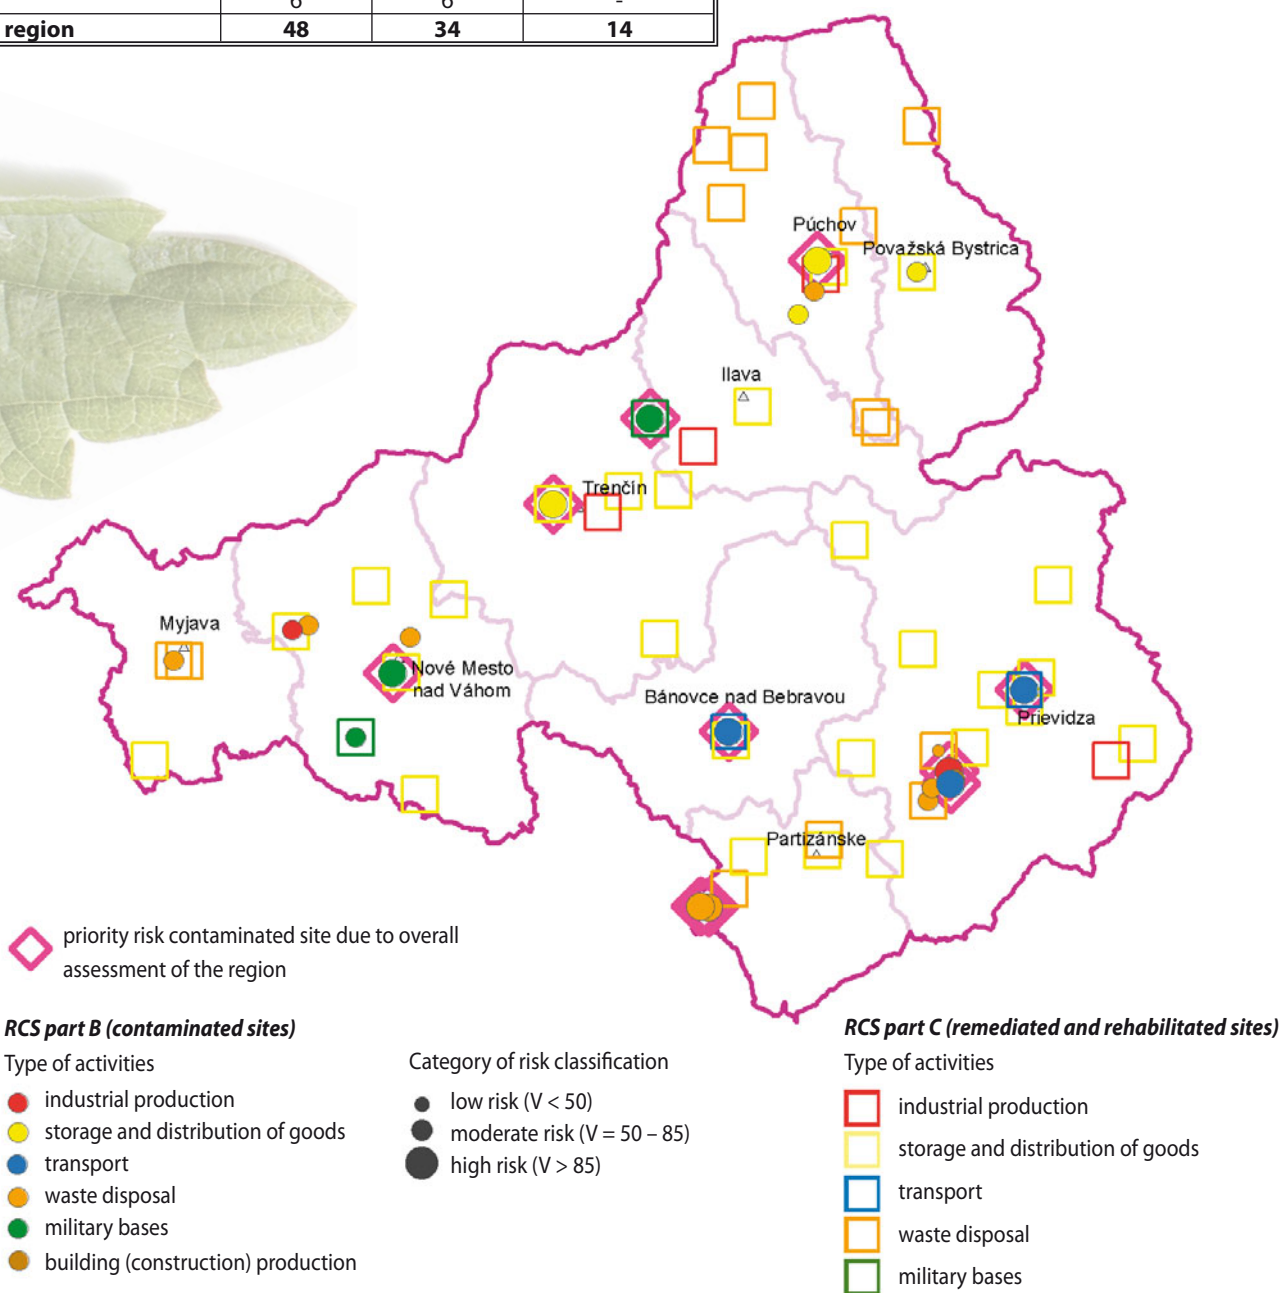 6 6 -
region 48 34 14
Púchov
Považská Bystrica
Ilava
Trenčín
Myjava
Nové Mesto
nad Váhom
Bánovce nad Bebravou
Prievidza
Partizánske
priority risk contaminated site due to overall
assessment of the region
RCS part B (contaminated sites)
Type of activities
industrial production
storage and distribution of goods
transport
waste disposal
military bases
building (construction) production
Category of risk classification
low risk (V < 50)
moderate risk (V = 50 – 85)
high risk (V > 85)
RCS part C (remediated and rehabilitated sites)
Type of activities
industrial production
storage and distribution of goods
transport
waste disposal
military bases